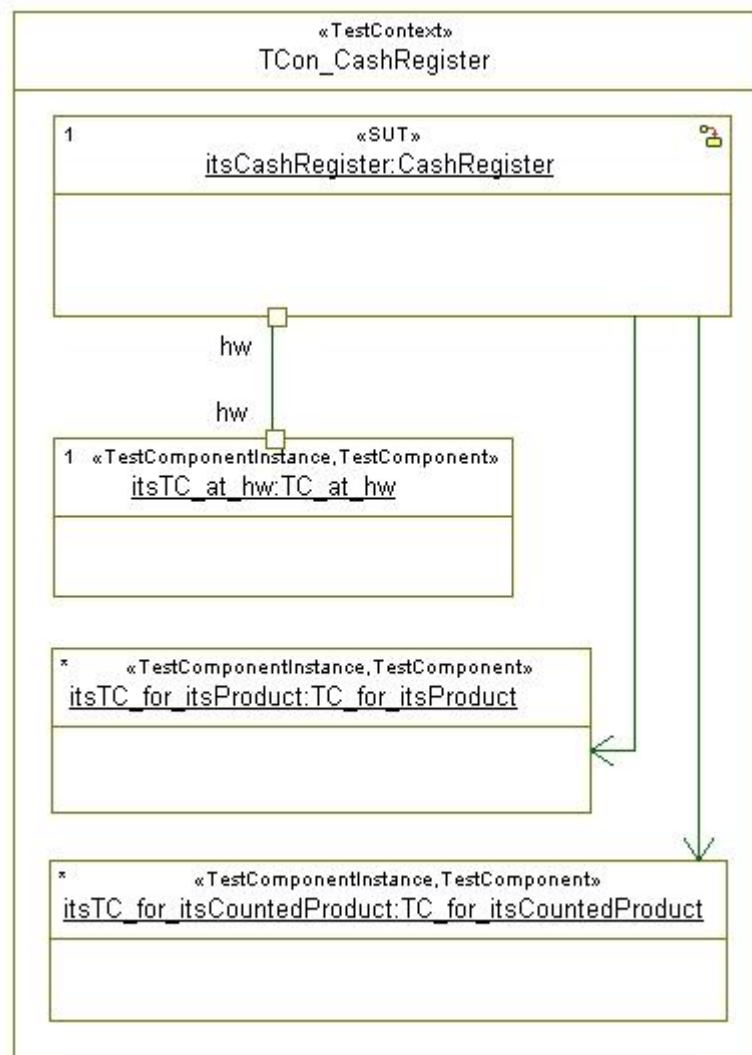 «TestContext»
TCon_CashRegister
1 «SUT»
itsCashRegister:CashRegister
hw
hw
1 «TestComponentInstance,TestComponent»
itsTC_at_hw:TC_at_hw
* «TestComponentInstance,TestComponent»
itsTC_for_itsProduct:TC_for_itsProduct
* «TestComponentInstance,TestComponent»
itsTC_for_itsCountedProduct:TC_for_itsCountedProduct